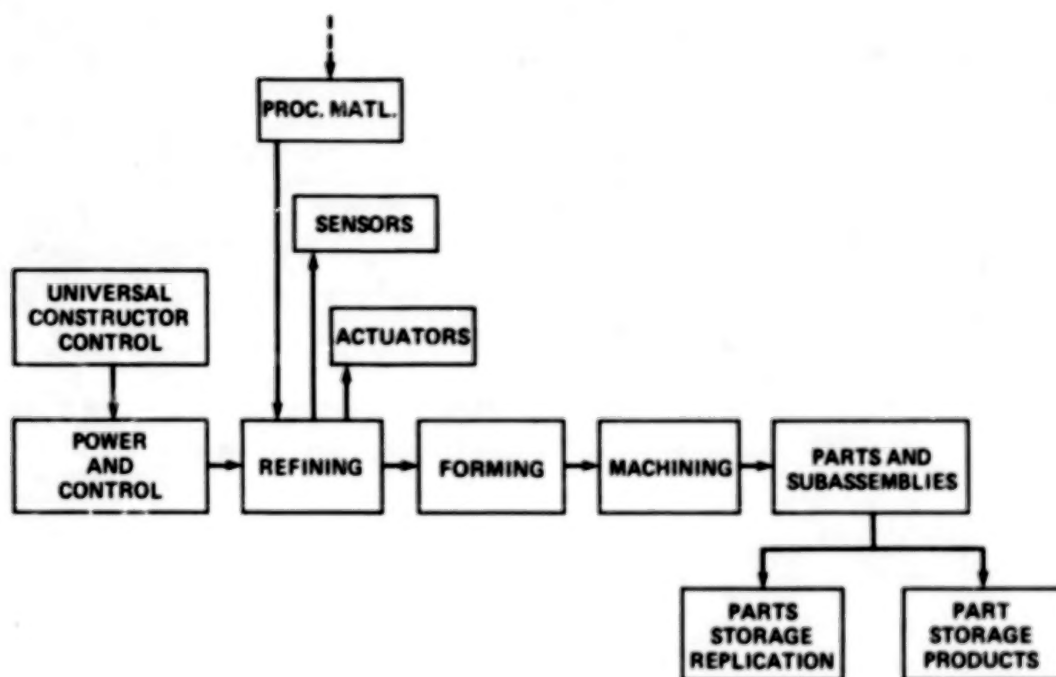 PROC. MATL.
SENSORS
UNIVERSAL
CONSTRUCTOR
CONTROL
ACTUATORS
POWER
AND
CONTROL
REFINING
FORMING
MACHINING
PARTS AND
SUBASSEMBLIES
PARTS
STORAGE
REPLICATION
PART
STORAGE
PRODUCTS